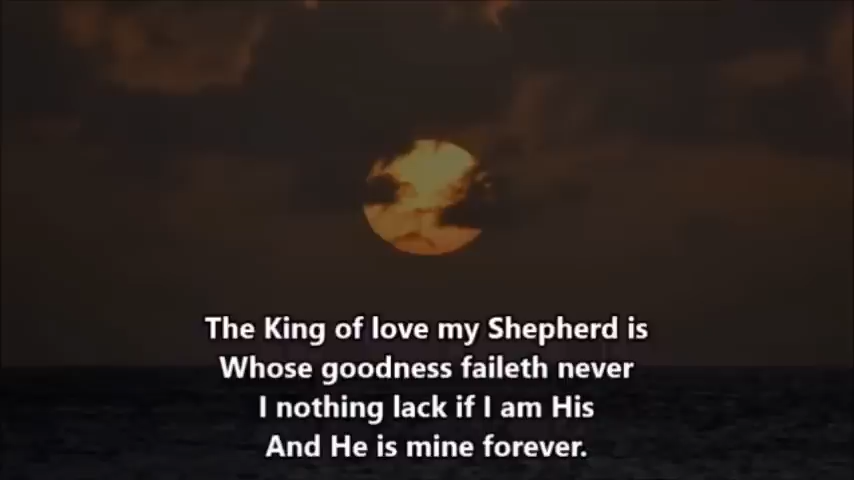 The King of love my Shepherd is
Whose goodness faileth never
I nothing lack if I am His
And He is mine forever.